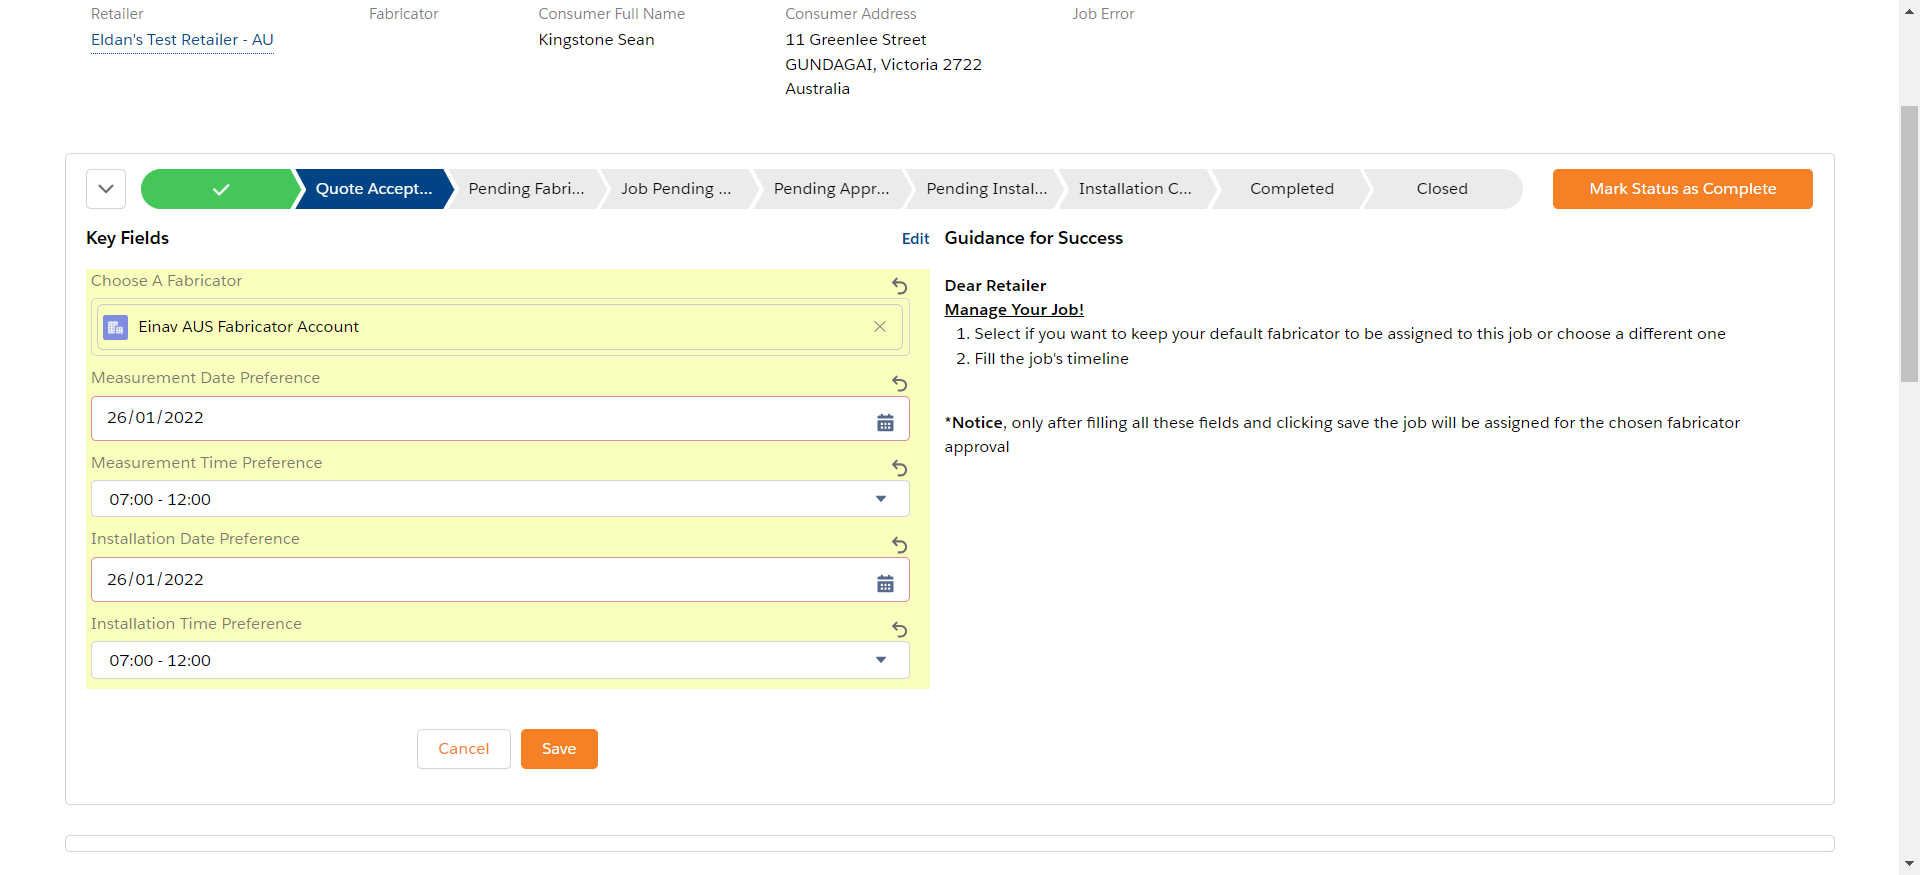 Retailer
Fabricator
Consumer Full Name
Consumer Address
Job Error
Eldan's Test Retailer - AU
Kingstone Sean
11 Greenlee Street
GUNDAGAI, Victoria 2722
Australia
Quote Accept...
Pending Fabri...
Job Pending ...
Pending Appr...
Pending Instal...
Installation C...
Completed
Closed
Mark Status as Complete
Key Fields
Edit
Choose A Fabricator
Einav AUS Fabricator Account
Measurement Date Preference
26/01/2022
Measurement Time Preference
07:00 - 12:00
Installation Date Preference
26/01/2022
Installation Time Preference
07:00 - 12:00
Cancel
Save
Guidance for Success
Dear Retailer
Manage Your Job!
1. Select if you want to keep your default fabricator to be assigned to this job or choose a different one
2. Fill the job's timeline
*Notice, only after filling all these fields and clicking save the job will be assigned for the chosen fabricator
approval